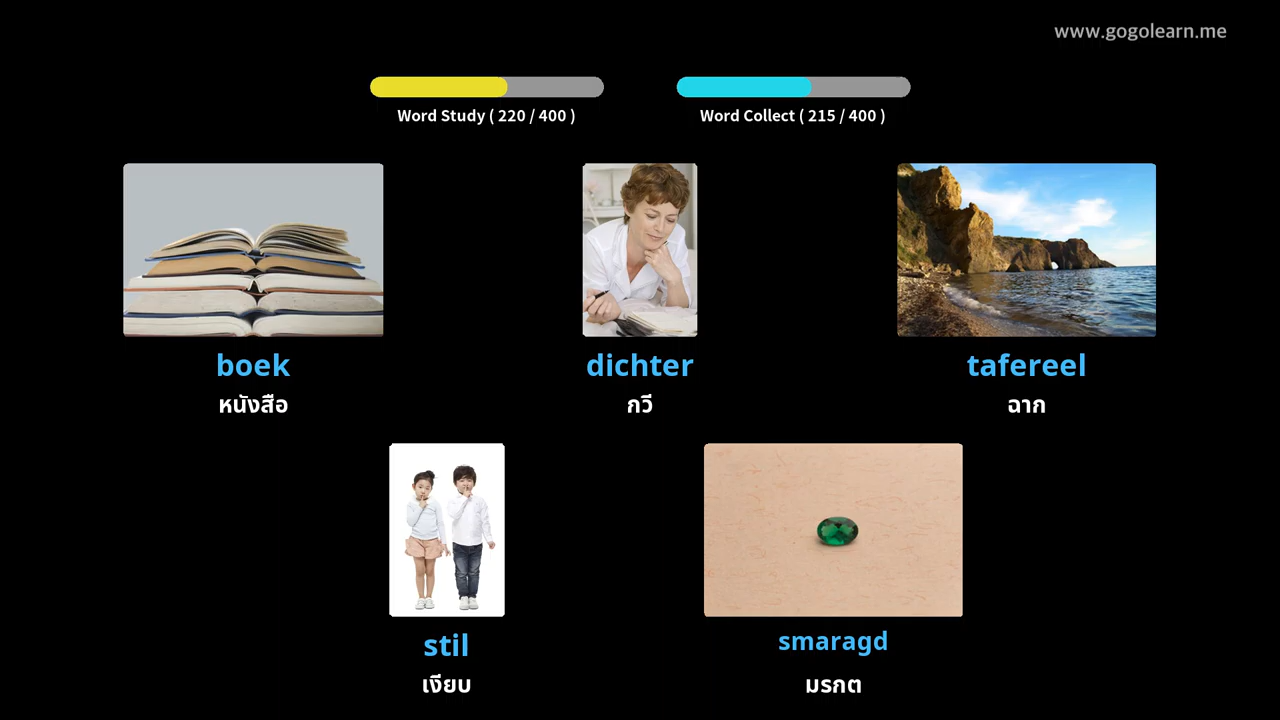 www.gogolearn.me
Word Study ( 220 / 400 )
Word Collect ( 215 / 400 )
boek
หนังสือ
dichter
กวี
tafereel
ฉาก
stil
เงียบ
smaragd
มรกต